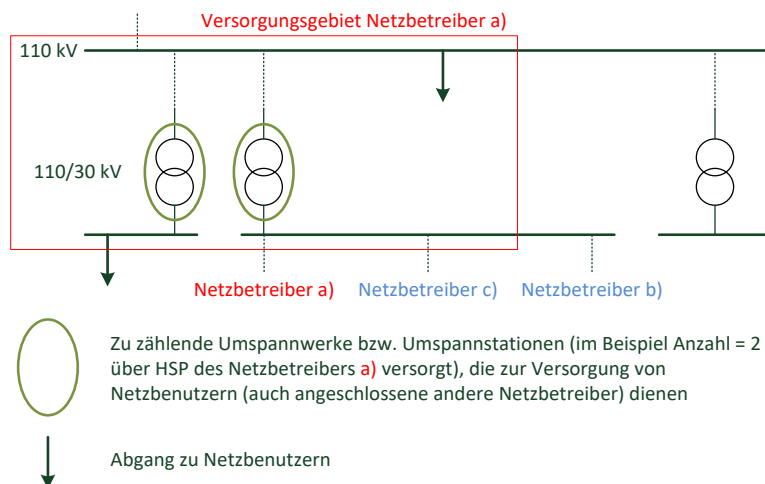 Versorgungsgebiet Netzbetreiber a)
110 kV
110/30 kV
Netzbetreiber a) Netzbetreiber c) Netzbetreiber b)
Zu zählende Umspannwerke bzw. Umspannstationen (im Beispiel Anzahl = 2
über HSP des Netzbetreibers a) versorgt), die zur Versorgung von
Netzbenutzern (auch angeschlossene andere Netzbetreiber) dienen
Abgang zu Netzbenutzern